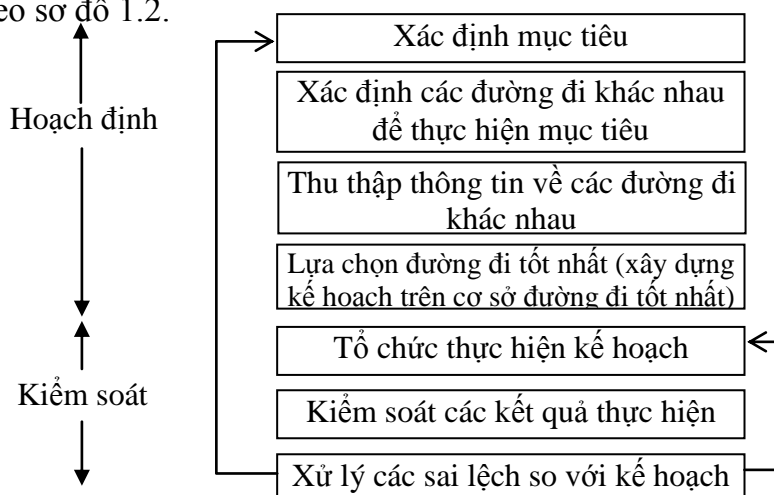 eo sơ đồ 1.2.
Xác định mục tiêu
Hoạch định
Xác định các đường đi khác nhau
để thực hiện mục tiêu
Thu thập thông tin về các đường đi
khác nhau
Lựa chọn đường đi tốt nhất (xây dựng
kế hoạch trên cơ sở đường đi tốt nhất)
Kiểm soát
Tổ chức thực hiện kế hoạch
Kiểm soát các kết quả thực hiện
Xử lý các sai lệch so với kế hoạch